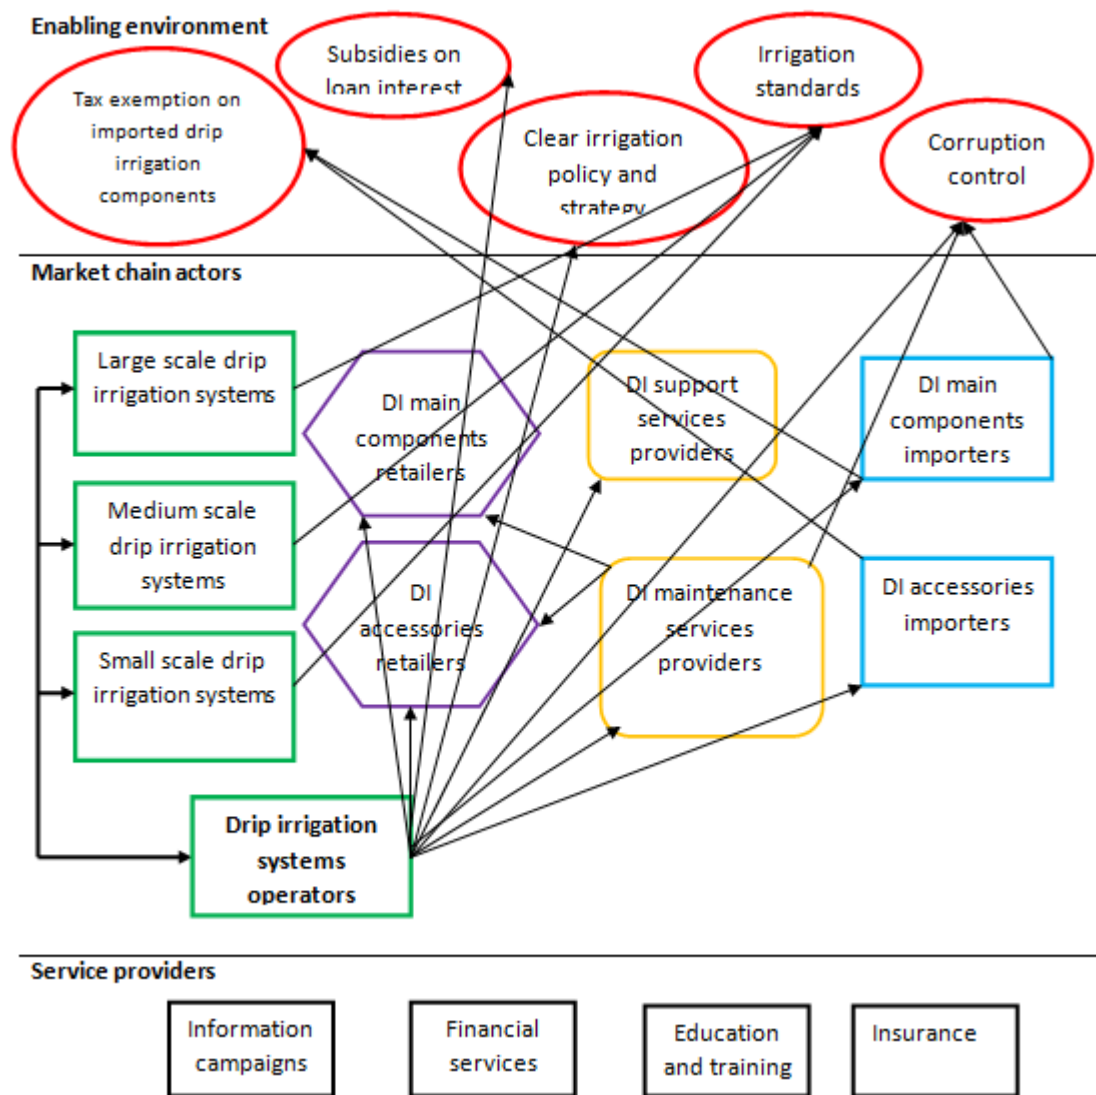 Enabling environment
Tax exemption on
imported drip
irrigation
components
Subsidies on
loan interest
Clear irrigation
policy and
strategy
Irrigation
standards
Corruption
control
Market chain actors
Large scale drip
irrigation systems
Medium scale
drip irrigation
systems
Small scale drip
irrigation systems
Drip irrigation
systems
operators
DI main
components
retailers
DI
accessories
retailers
DI support
services
providers
DI maintenance
services
providers
DI main
components
importers
DI accessories
importers
Service providers
Information
campaigns
Financial
services
Education
and training
Insurance